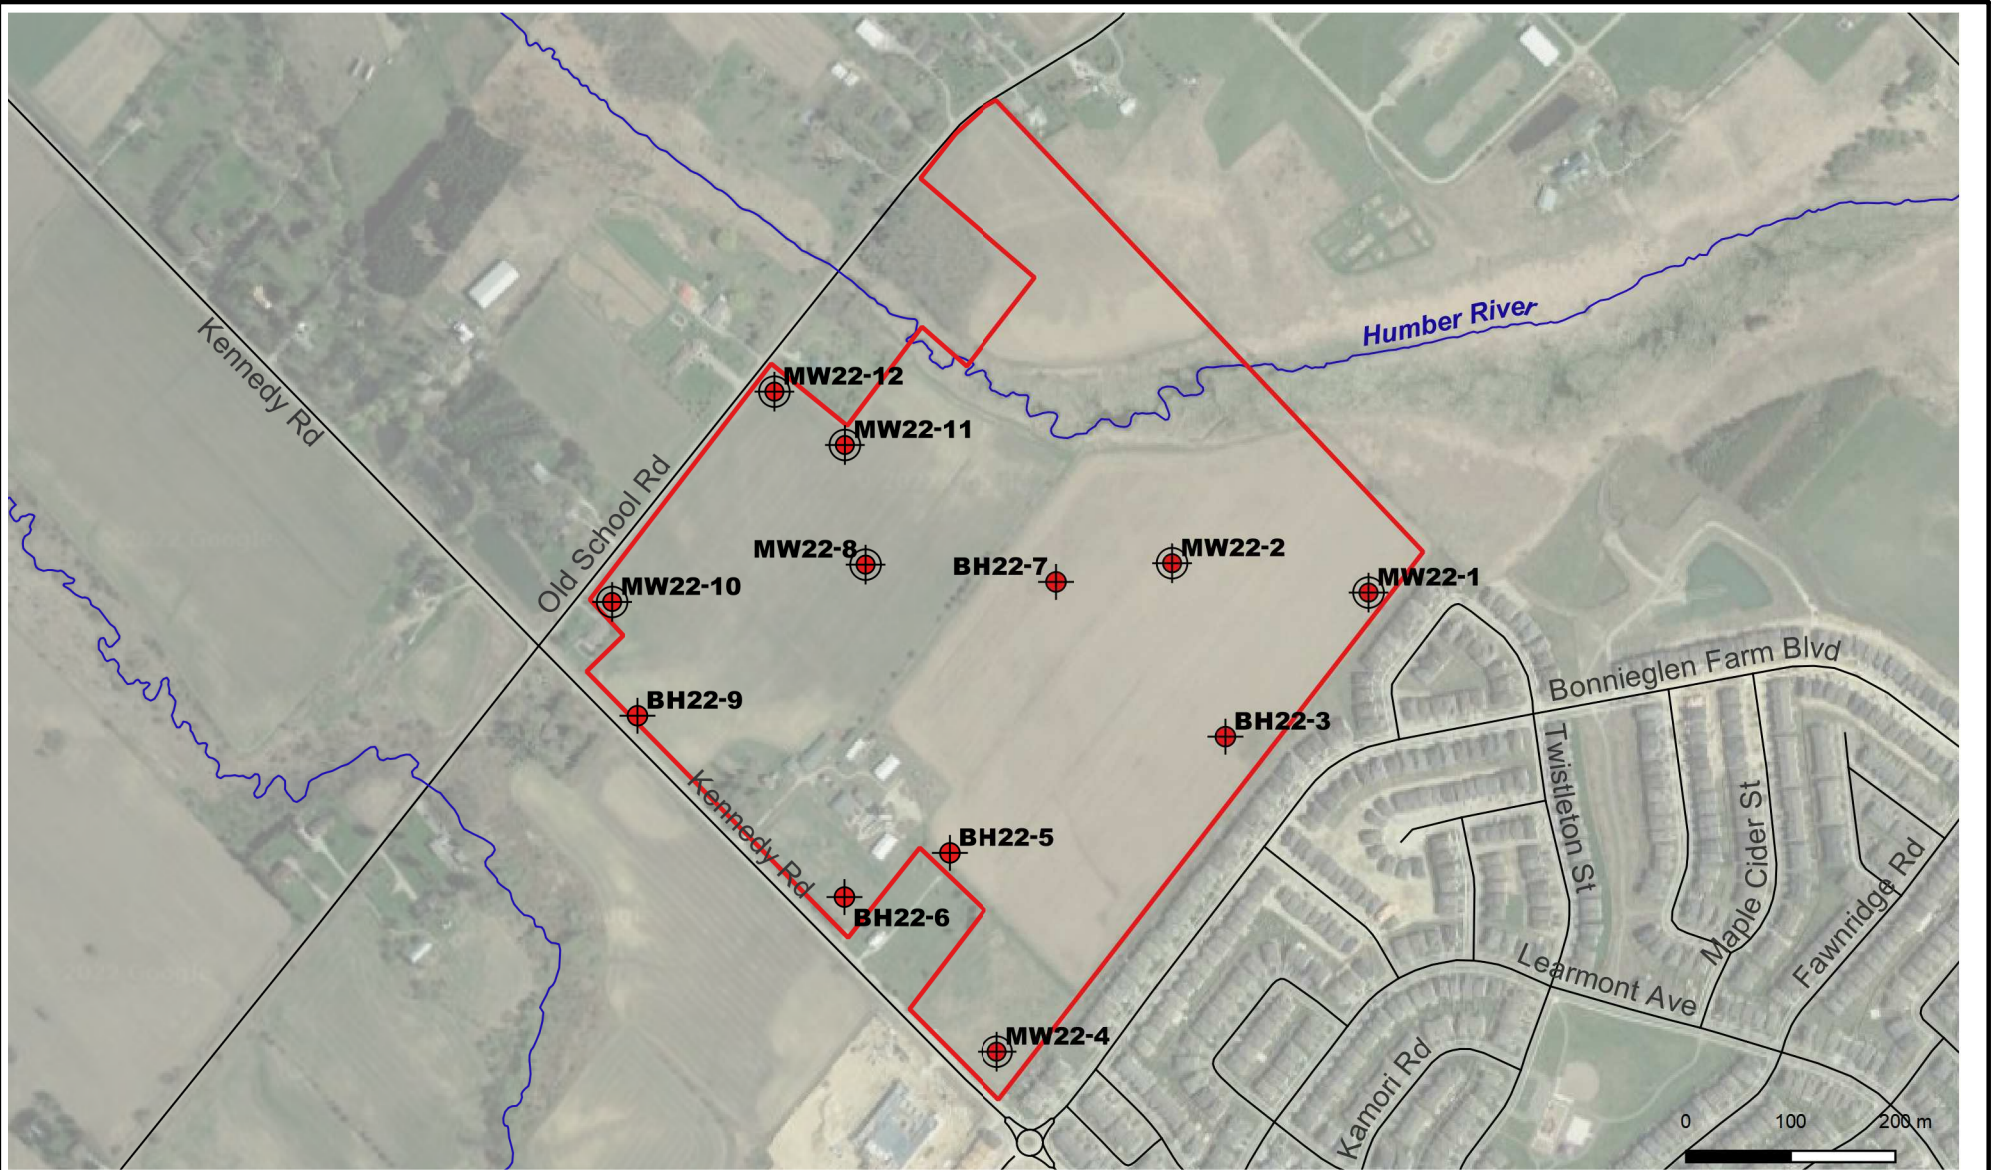 Humber River
Kennedy Rd
MW22-12
MW22-11
Old School Rd
MW22-8
BH22-7
MW22-2
MW22-1
MW22-10
BH22-9
BH22-3
Bonnieglen Farm Blvd
Twistleton St
Maple Cider St
Fawnridge Rd
Kennedy Rd
BH22-5
BH22-6
Learmont Ave
MW22-4
Kamori Rd
0 100 200 m